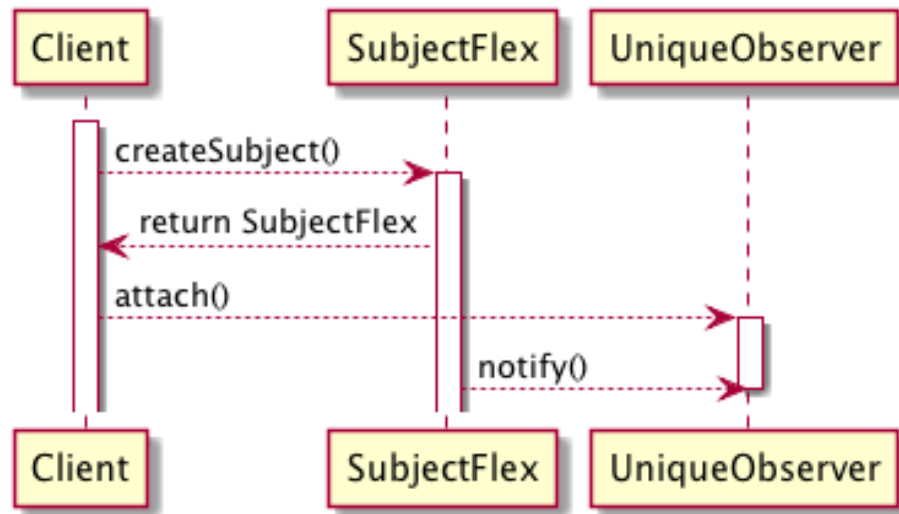 Client SubjectFlex UniqueObserver
createSubject()
return SubjectFlex
attach()
notify()
Client SubjectFlex UniqueObserver